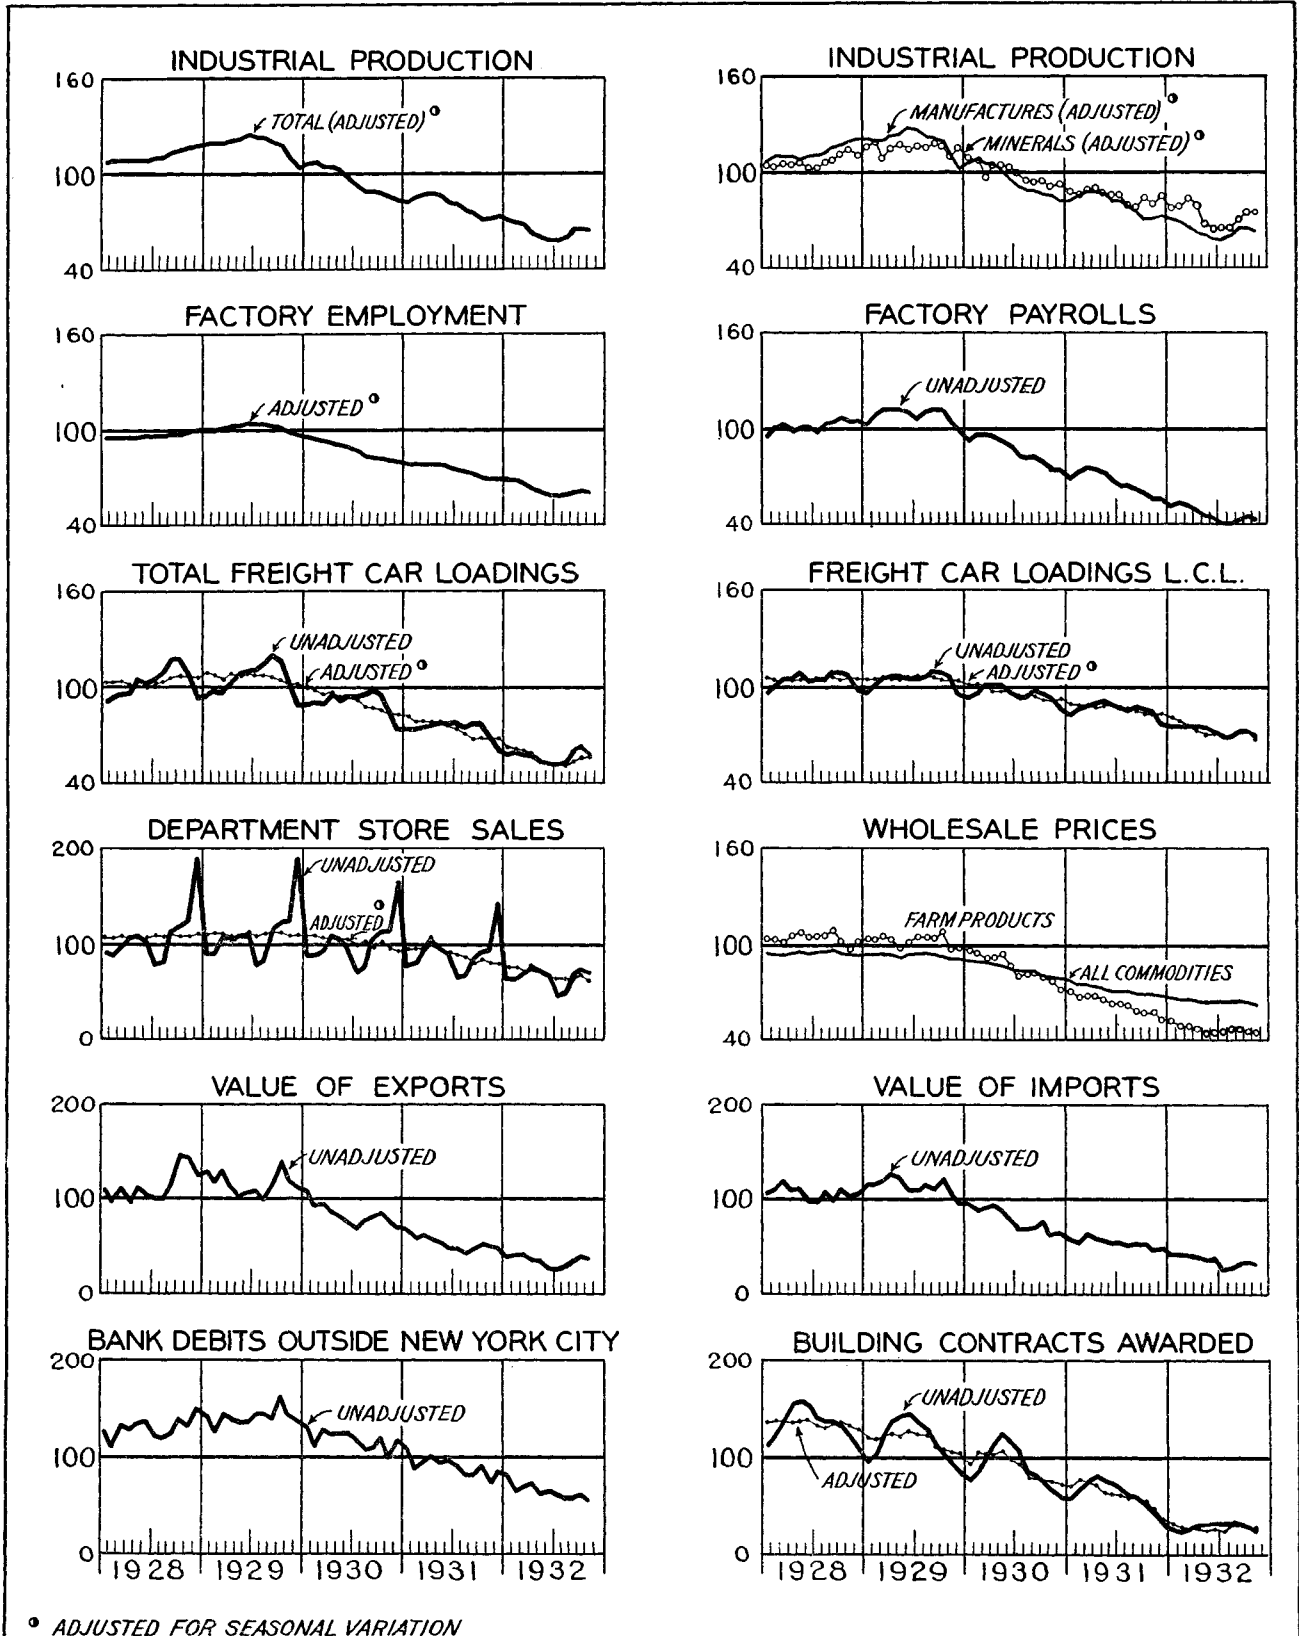 INDUSTRIAL PRODUCTION
160
TOTAL (ADJUSTED)
100
40
INDUSTRIAL PRODUCTION
160
MANUFACTURES (ADJUSTED)
MINERALS (ADJUSTED)
100
40
FACTORY EMPLOYMENT
160
ADJUSTED
100
40
FACTORY PAYROLLS
160
UNADJUSTED
100
40
TOTAL FREIGHT CAR LOADINGS
160
UNADJUSTED
ADJUSTED
100
40
FREIGHT CAR LOADINGS L.C.L.
160
UNADJUSTED
ADJUSTED
100
40
DEPARTMENT STORE SALES
200
UNADJUSTED
ADJUSTED
100
0
WHOLESALE PRICES
160
FARM PRODUCTS
100
ALL COMMODITIES
40
VALUE OF EXPORTS
200
UNADJUSTED
100
0
VALUE OF IMPORTS
200
UNADJUSTED
100
0
BANK DEBITS OUTSIDE NEW YORK CITY
200
UNADJUSTED
100
0
1928 1929 1930 1931 1932
BUILDING CONTRACTS AWARDED
200
UNADJUSTED
100
ADJUSTED
0
1928 1929 1930 1931 1932
ADJUSTED FOR SEASONAL VARIATION